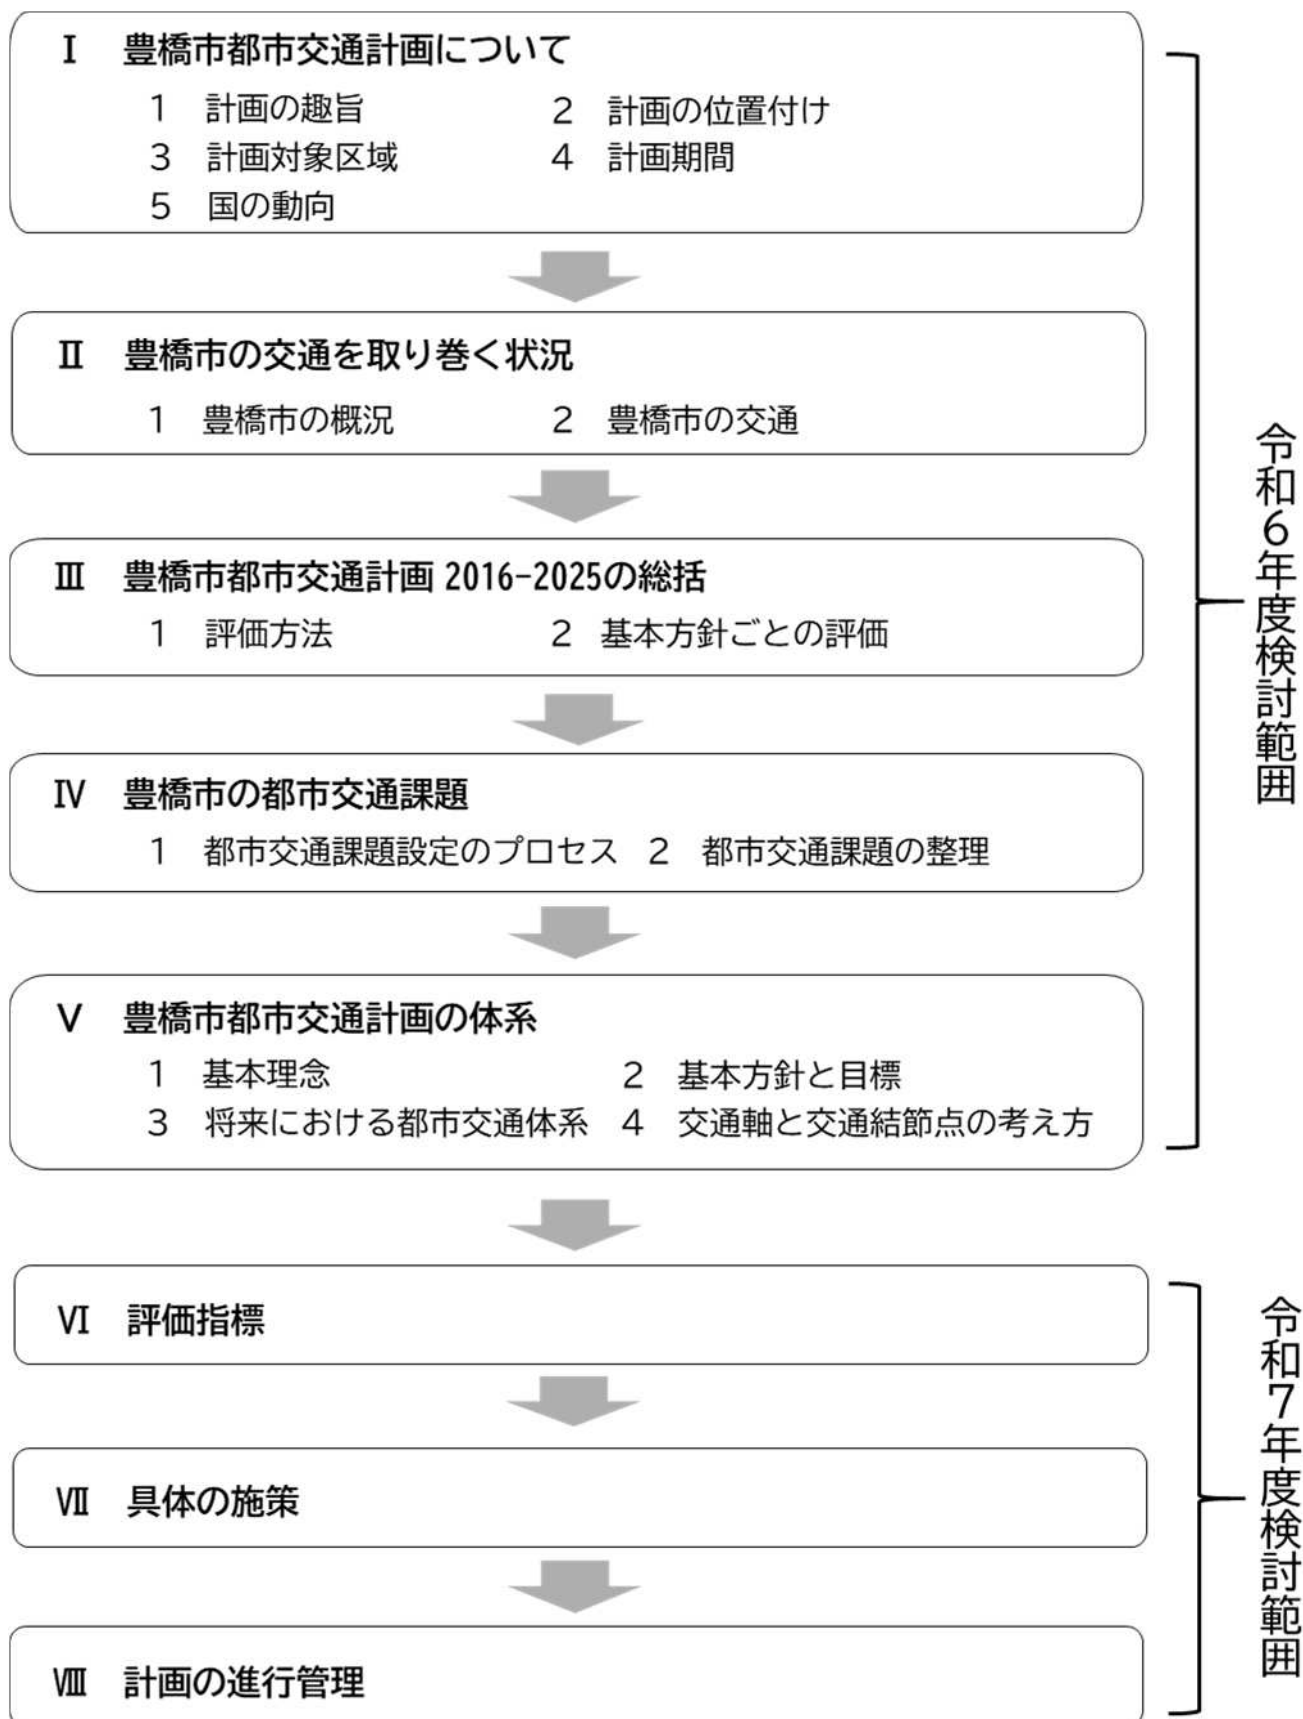 Ⅰ 豊橋市都市交通計画について
1 計画の趣旨 2 計画の位置付け
3 計画対象区域 4 計画期間
5 国の動向
Ⅱ 豊橋市の交通を取り巻く状況
1 豊橋市の概況 2 豊橋市の交通
Ⅲ 豊橋市都市交通計画 2016-2025の総括
1 評価方法 2 基本方針ごとの評価
Ⅳ 豊橋市の都市交通課題
1 都市交通課題設定のプロセス 2 都市交通課題の整理
Ⅴ 豊橋市都市交通計画の体系
1 基本理念 2 基本方針と目標
3 将来における都市交通体系 4 交通軸と交通結節点の考え方
令和6年度検討範囲
Ⅵ 評価指標
Ⅶ 具体の施策
Ⅷ 計画の進行管理
令和7年度検討範囲